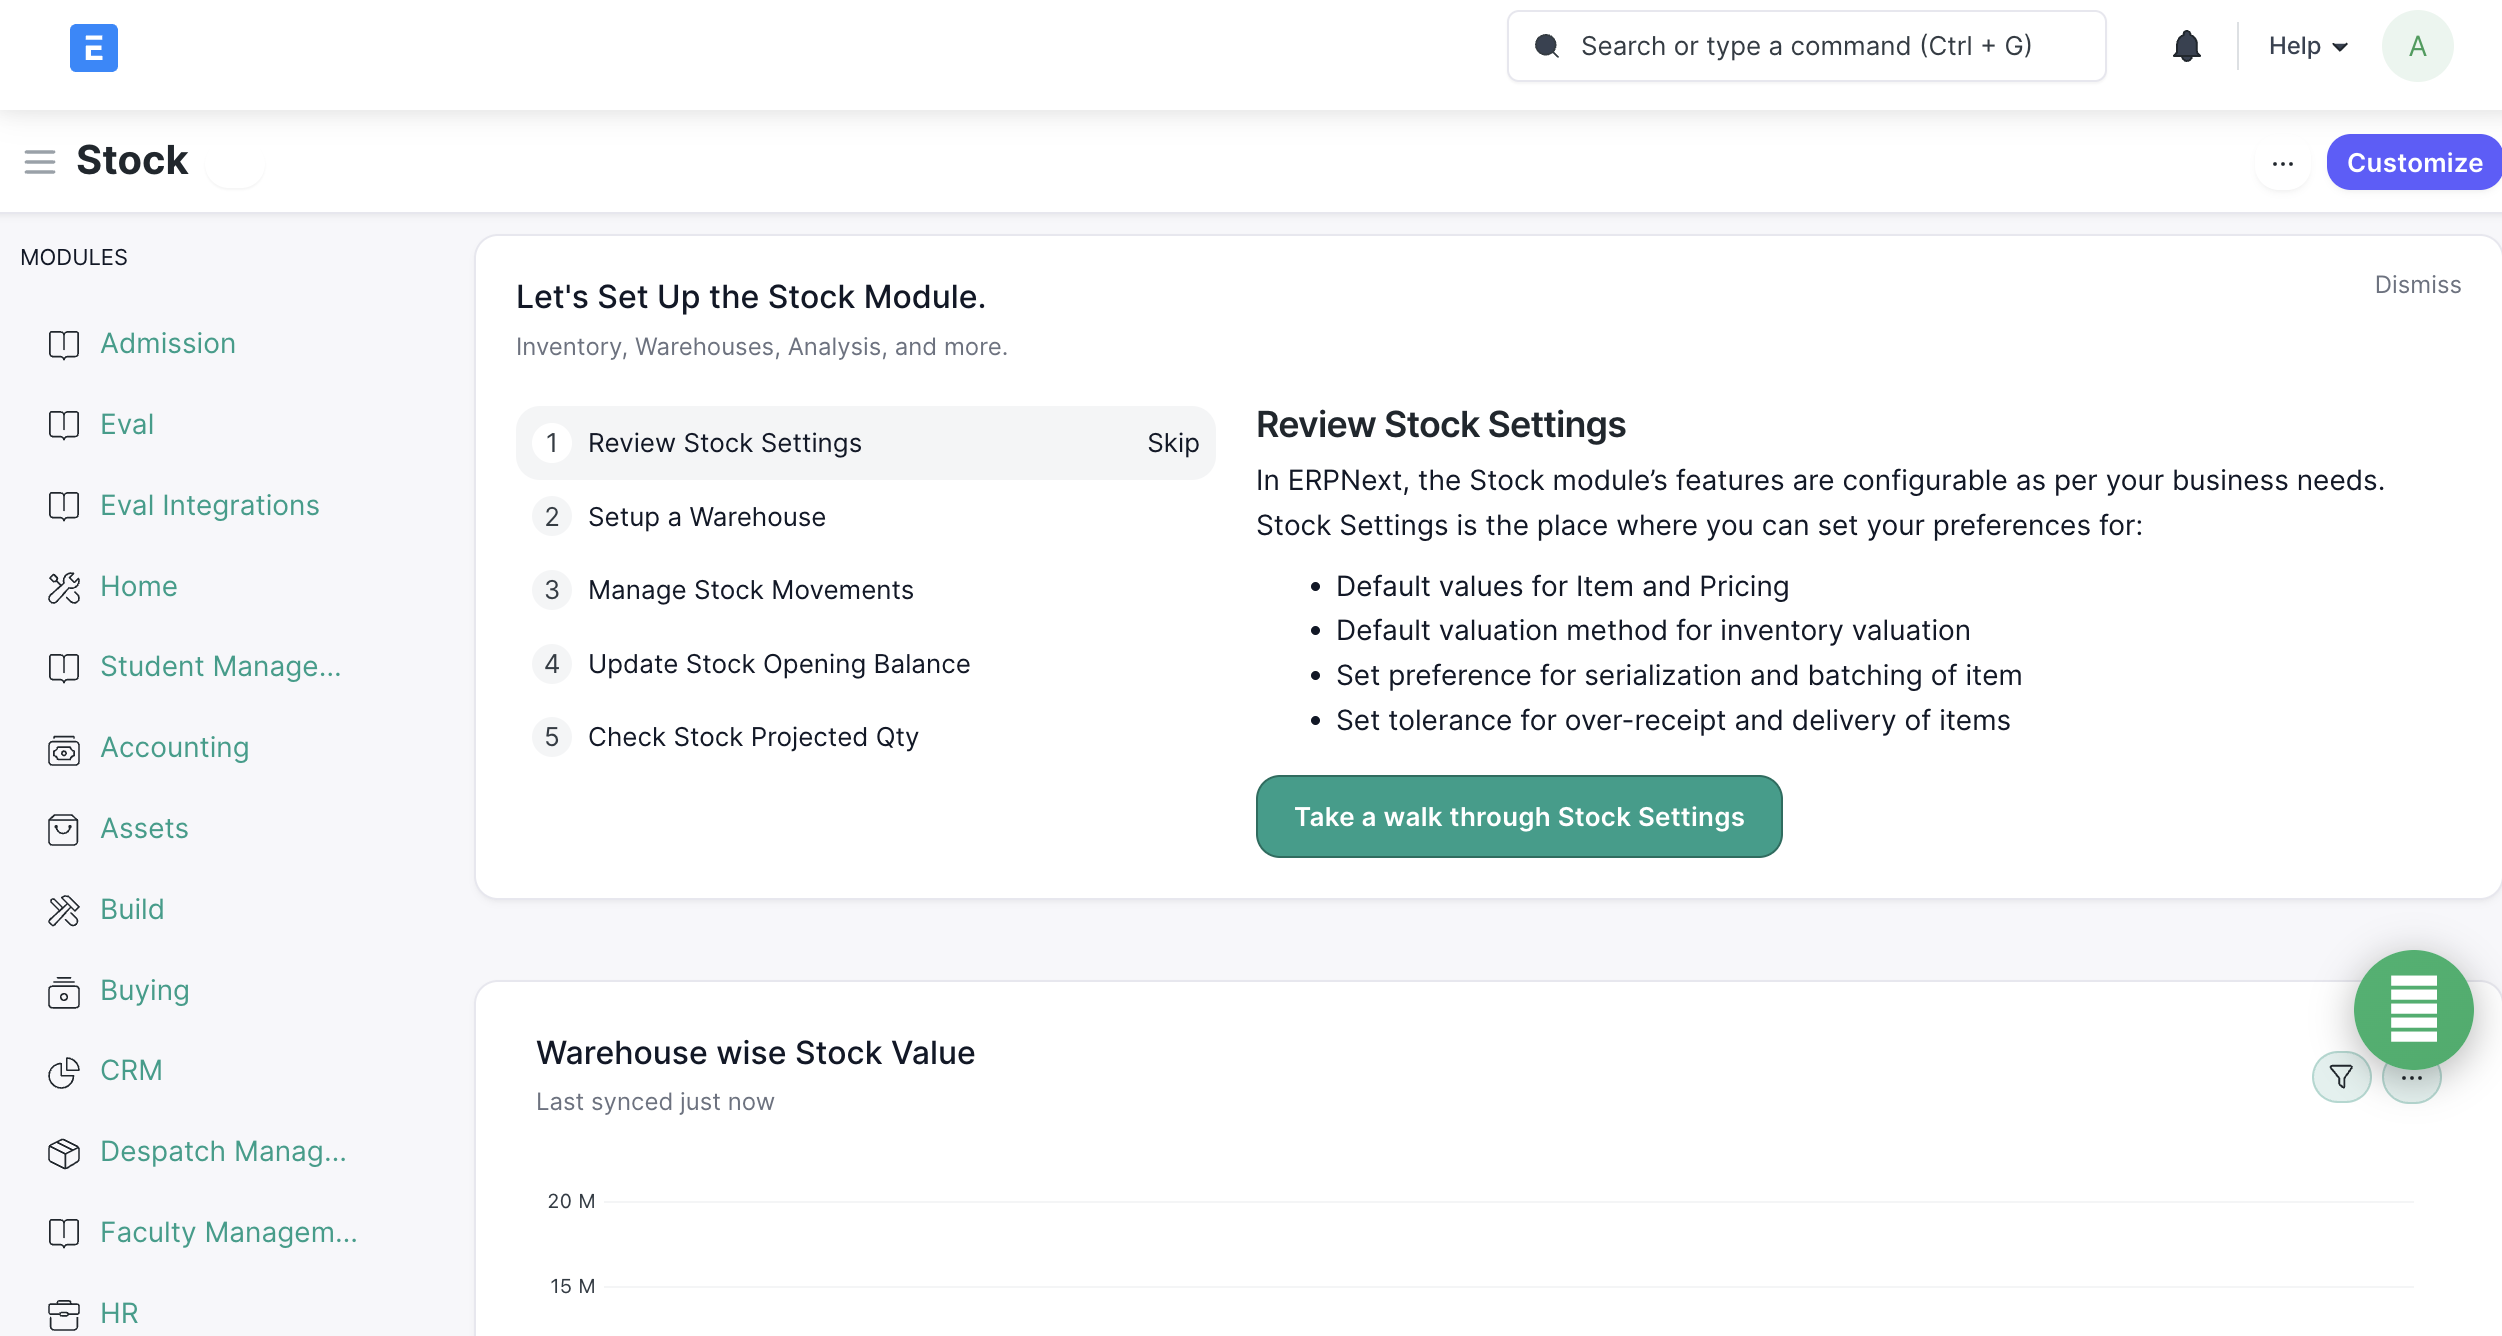 E
Search or type a command (Ctrl + G)
Help
A
Stock
...
Customize
MODULES
Admission
Eval
Eval Integrations
Home
Student Manage...
Accounting
Assets
Build
Buying
CRM
Despatch Manag...
Faculty Managem...
HR
Let's Set Up the Stock Module.
Dismiss
Inventory, Warehouses, Analysis, and more.
1 Review Stock Settings Skip
2 Setup a Warehouse
3 Manage Stock Movements
4 Update Stock Opening Balance
5 Check Stock Projected Qty
Review Stock Settings
In ERPNext, the Stock module’s features are configurable as per your business needs.
Stock Settings is the place where you can set your preferences for:
• Default values for Item and Pricing
• Default valuation method for inventory valuation
• Set preference for serialization and batching of item
• Set tolerance for over-receipt and delivery of items
Take a walk through Stock Settings
Warehouse wise Stock Value
Last synced just now
...
20 M
15 M